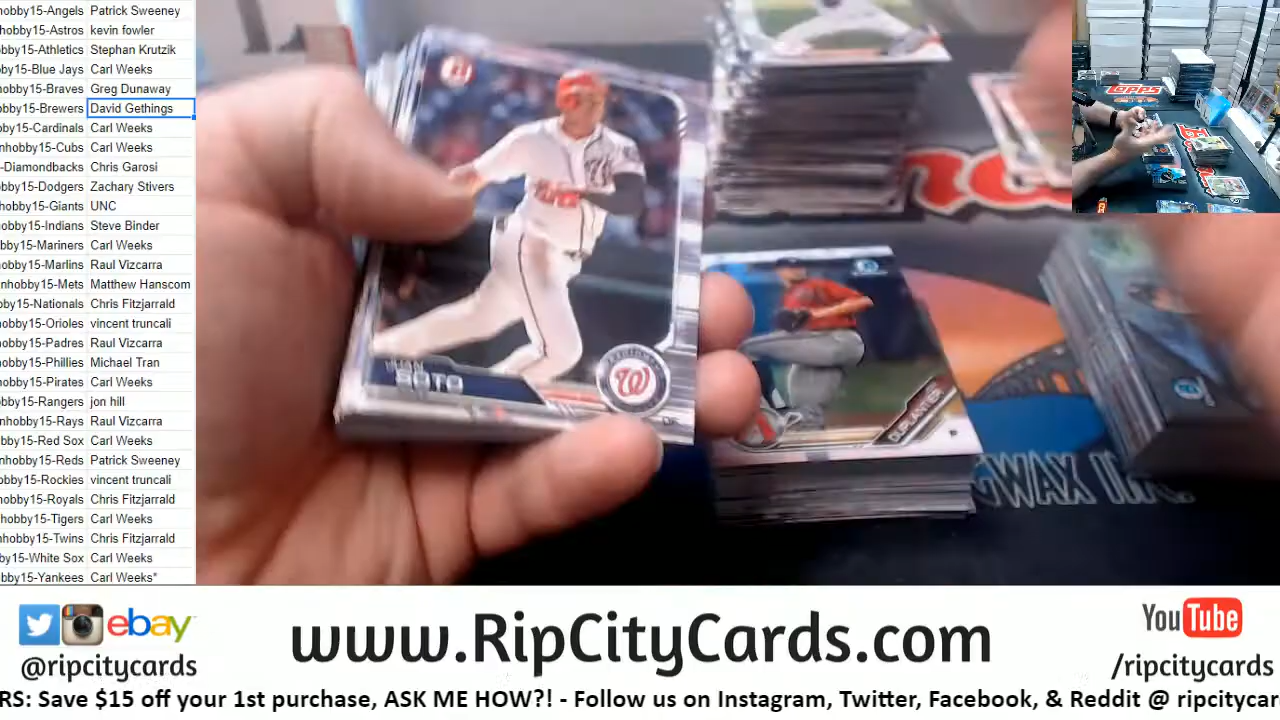 hobby15-Angels Patrick Sweeney
hobby15-Astros kevin fowler
obby15-Athletics Stephan Krutzik
bby15-Blue Jays Carl Weeks
hobby15-Braves Greg Dunaway
obby15-Brewers David Gethings
obby15-Cardinals Carl Weeks
nhobby15-Cubs Carl Weeks
-Diamondbacks Chris Garosi
obby15-Dodgers Zachary Stivers
nhobby15-Giants UNC
obby15-Indians Steve Binder
bby15-Mariners Carl Weeks
hobby15-Marlins Raul Vizcarra
nhobby15-Mets Matthew Hanscom
obby15-Nationals Chris Fitzjarrald
obby15-Orioles vincent truncali
obby15-Padres Raul Vizcarra
obby15-Phillies Michael Tran
hobby15-Pirates Carl Weeks
obby15-Rangers jon hill
nhobby15-Rays Raul Vizcarra
obby15-Red Sox Carl Weeks
nhobby15-Reds Patrick Sweeney
obby15-Rockies vincent truncali
obby15-Royals Chris Fitzjarrald
hobby15-Tigers Carl Weeks
hobby15-Twins Chris Fitzjarrald
by15-White Sox Carl Weeks
bby15-Yankees Carl Weeks*
SOTO
W
topps
ebay
@ripcitycards
www.RipCityCards.com
YouTube
/ripcitycards
RS: Save $15 off your 1st purchase, ASK ME HOW?! - Follow us on Instagram, Twitter, Facebook, & Reddit @ ripcitycar